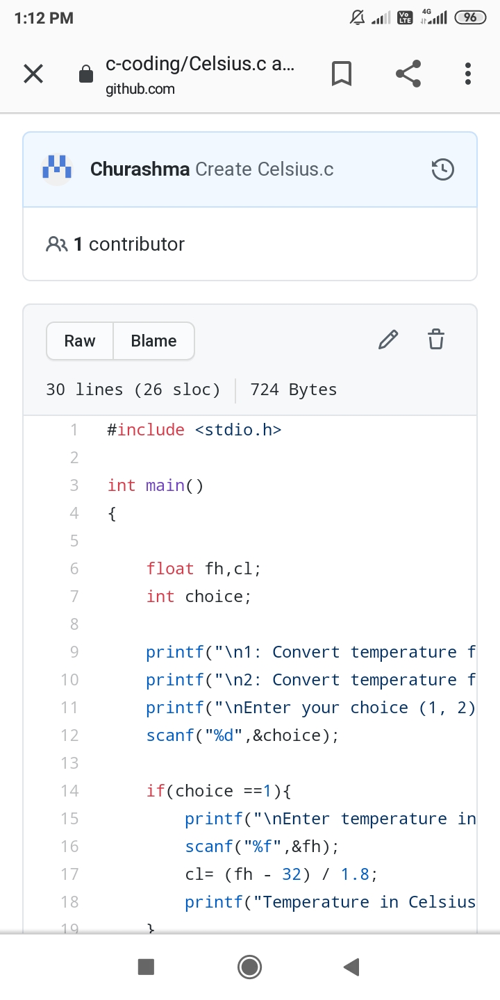 1:12 PM
Vo LTE 4G 96
c-coding/Celsius.c a...
github.com
Churashma Create Celsius.c
1 contributor
Raw Blame
30 lines (26 sloc) 724 Bytes
1 #include <stdio.h>
2
3 int main()
4 {
5
6 float fh,cl;
7 int choice;
8
9 printf("\n1: Convert temperature f
10 printf("\n2: Convert temperature f
11 printf("\nEnter your choice (1, 2)
12 scanf("%d",&choice);
13
14 if(choice ==1){
15 printf("\nEnter temperature in
16 scanf("%f",&fh);
17 cl= (fh - 32) / 1.8;
18 printf("Temperature in Celsius
19 }